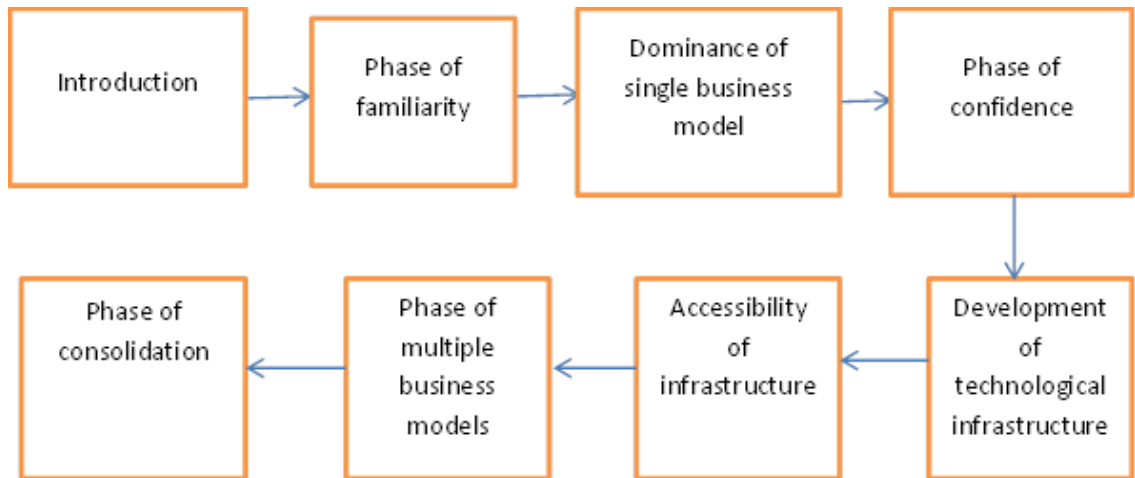 Introduction
Phase of
familiarity
Dominance of
single business
model
Phase of
confidence
Development
of
technological
infrastructure
Accessibility
of
infrastructure
Phase of
multiple
business
models
Phase of
consolidation